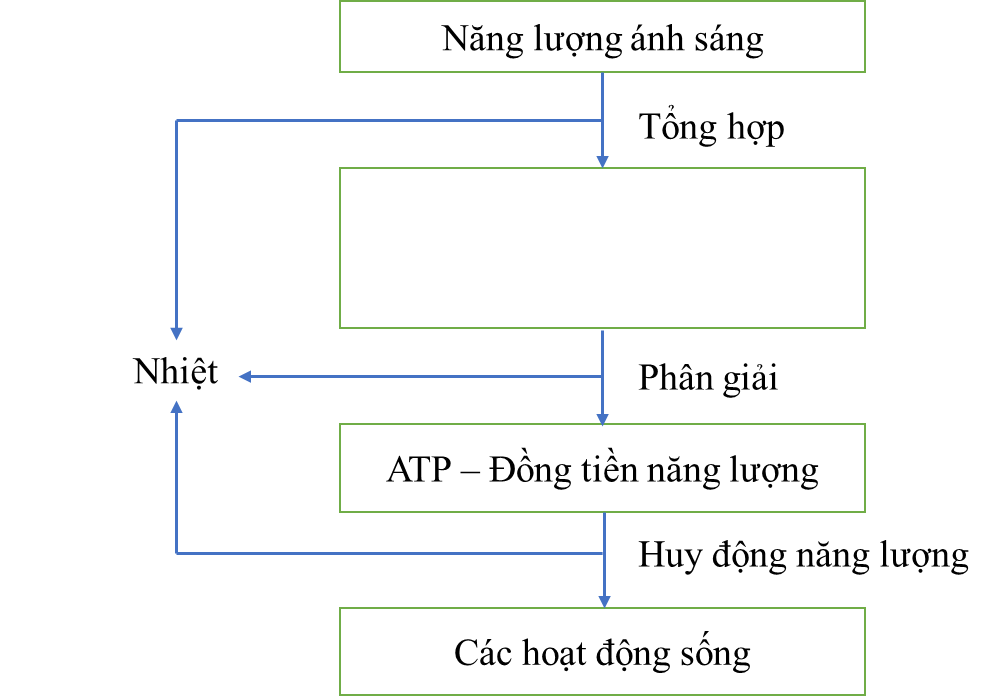 Năng lượng ánh sáng
Tổng hợp
Nhiệt
Phân giải
ATP – Đồng tiền năng lượng
Huy động năng lượng
Các hoạt động sống